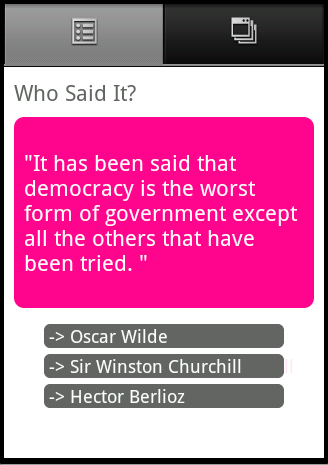 Who Said It?
"It has been said that
democracy is the worst
form of government except
all the others that have
been tried. "
-> Oscar Wilde
-> Sir Winston Churchill
-> Hector Berlioz